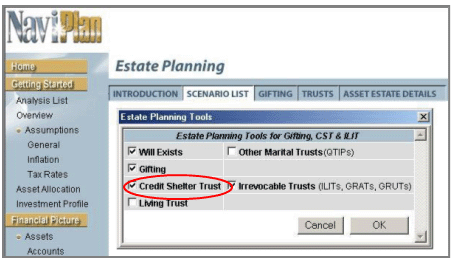 NaviPlan
Home
Getting Started
Analysis List
Overview
Assumptions
General
Inflation
Tax Rates
Asset Allocation
Investment Profile
Financial Picture
Assets
Accounts
Estate Planning
INTRODUCTION SCENARIO LIST GIFTING TRUSTS ASSET ESTATE DETAILS
Estate Planning Tools
Estate Planning Tools for Gifting, CST & ILIT
Will Exists Other Marital Trusts(QTIPs)
Gifting
Credit Shelter Trust Irrevocable Trusts (ILITs, GRATs, GRUTs)
Living Trust
Cancel OK